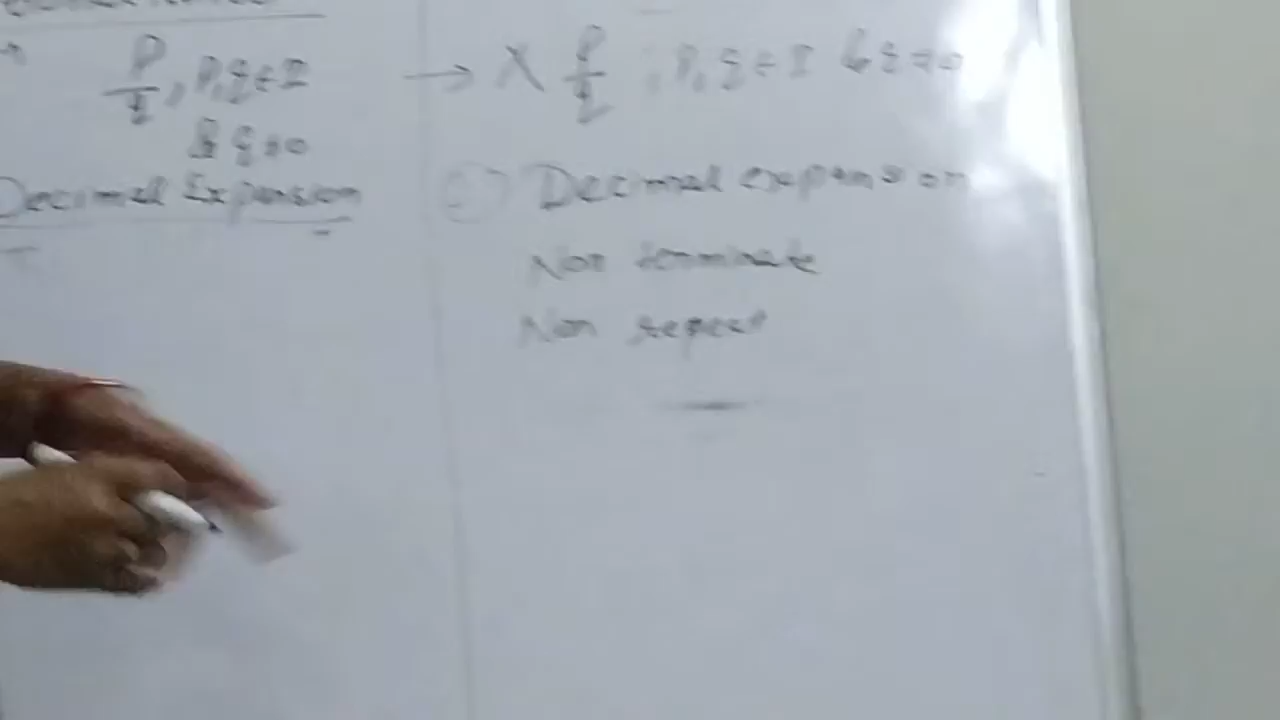 P/q, P,q ∈ I
& q ≠ 0
Decimal Expansion
→ X P/q ; P, q ∈ I & q ≠ 0
Decimal expansion
Non terminate
Non repeat